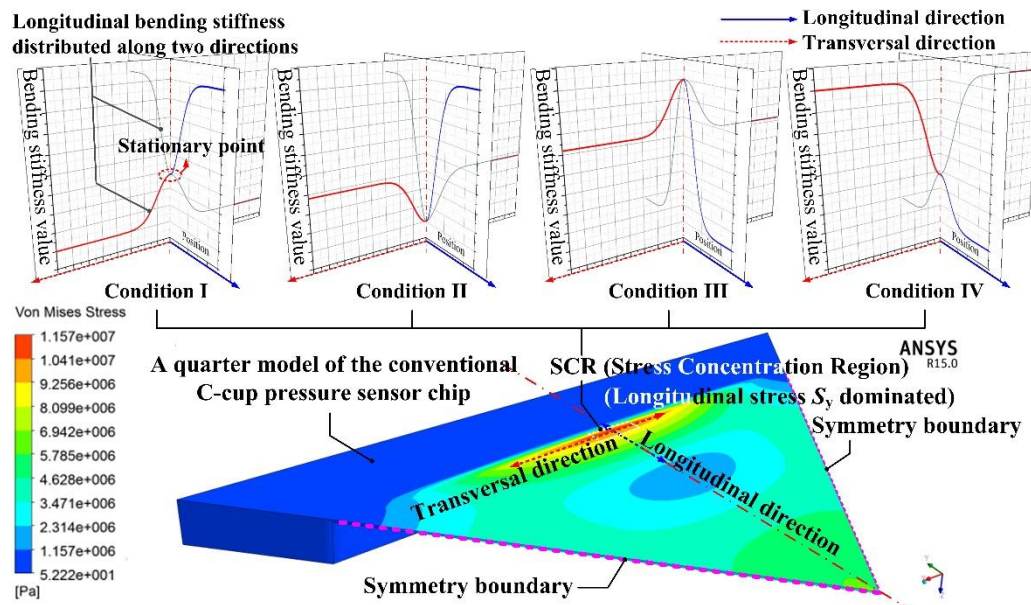 Longitudinal bending stiffness
distributed along two directions
Longitudinal direction
Transversal direction
Bending stiffness value
Stationary point
Position
Condition I
Bending stiffness value
Position
Condition II
Bending stiffness value
Position
Condition III
Bending stiffness value
Position
Condition IV
Von Mises Stress
1.157e+007
1.041e+007
9.256e+006
8.099e+006
6.942e+006
5.785e+006
4.628e+006
3.471e+006
2.314e+006
1.157e+006
5.222e+001
[Pa]
A quarter model of the conventional
C-cup pressure sensor chip
SCR (Stress Concentration Region)
(Longitudinal stress Sy dominated)
ANSYS
R15.0
Symmetry boundary
Transversal direction
Longitudinal direction
Symmetry boundary